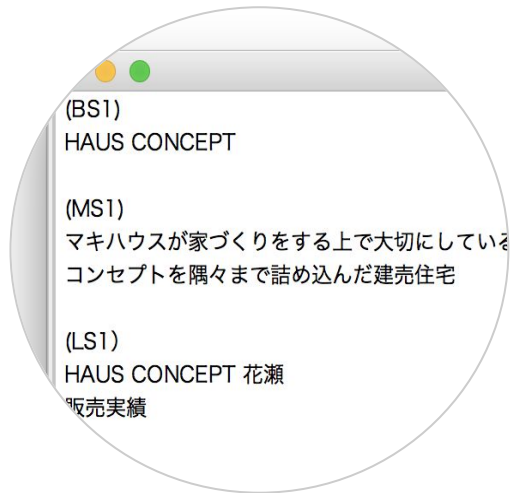 (BS1)
HAUS CONCEPT
(MS1)
マキハウスが家づくりをする上で大切にしている
コンセプトを隅々まで詰め込んだ建売住宅
(LS1）
HAUS CONCEPT 花瀬
販売実績